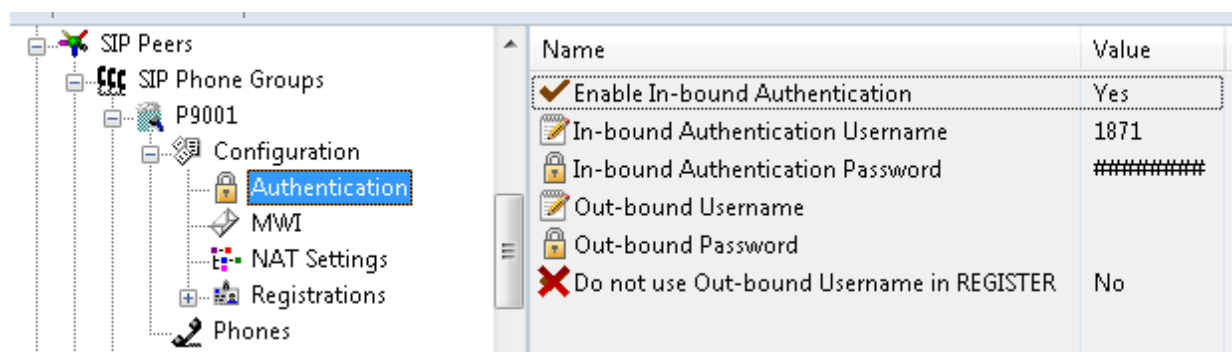 SIP Peers
SIP Phone Groups
P9001
Configuration
Authentication
MWI
NAT Settings
Registrations
Phones
Name Value
Enable In-bound Authentication Yes
In-bound Authentication Username 1871
In-bound Authentication Password ########
Out-bound Username
Out-bound Password
Do not use Out-bound Username in REGISTER No